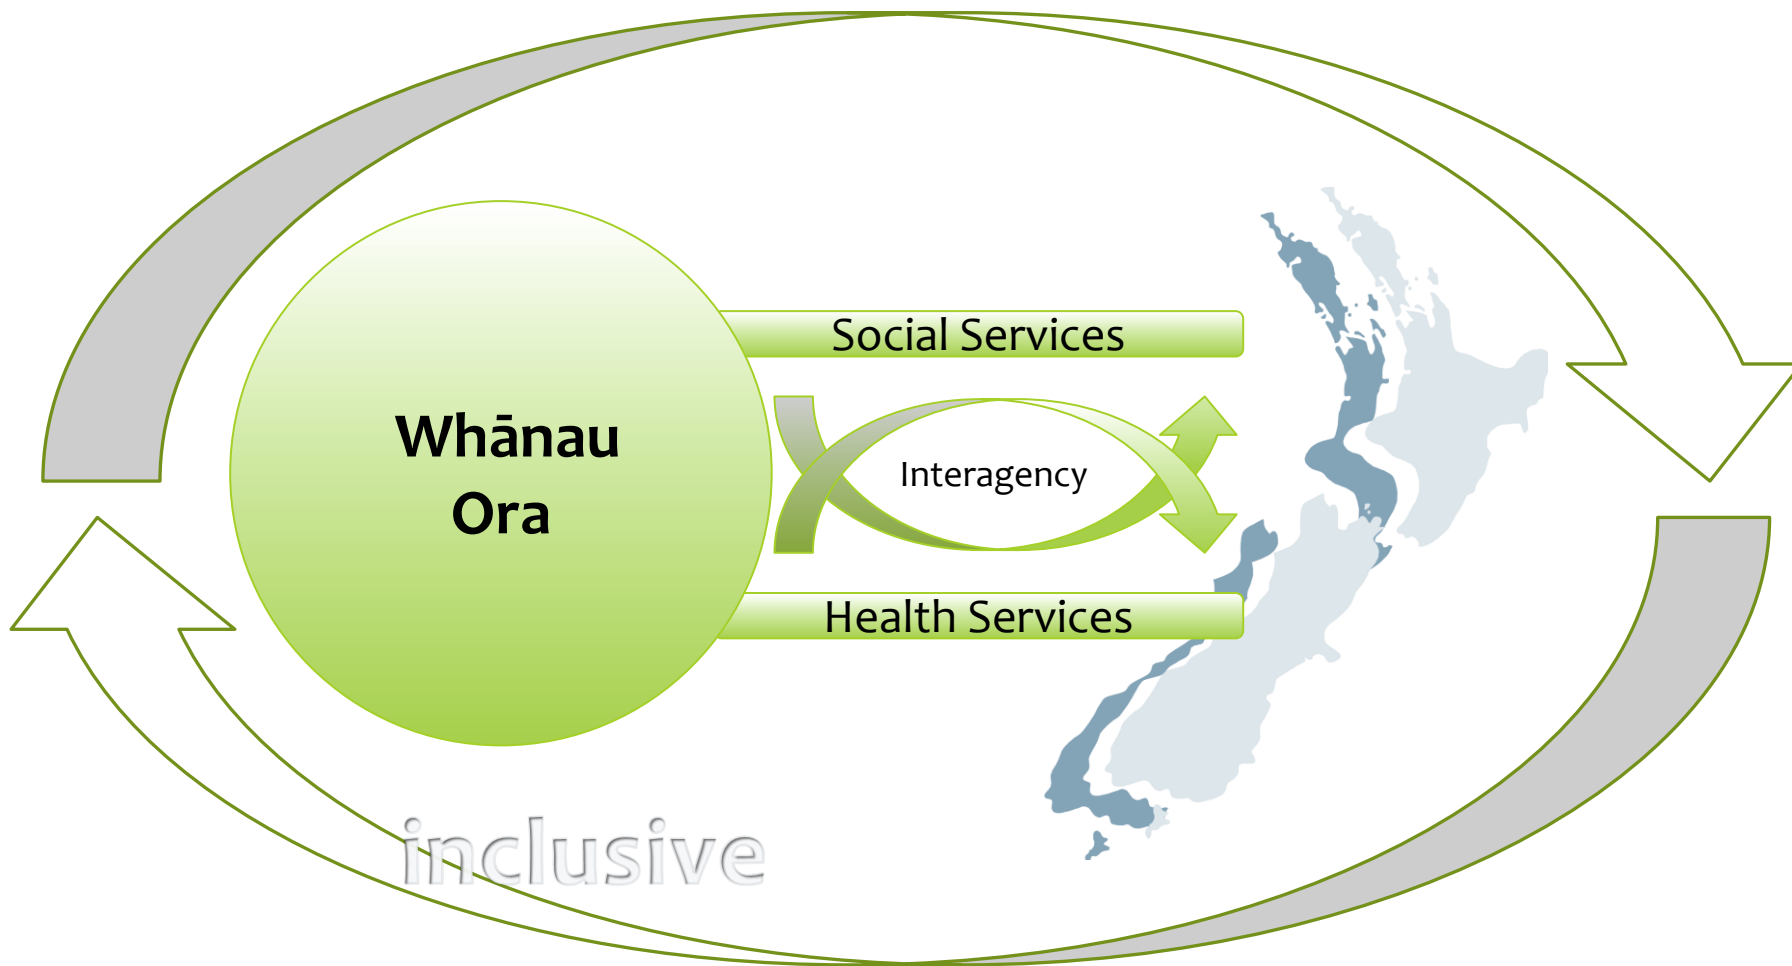 Social Services
Whānau
Ora
Interagency
Health Services
inclusive